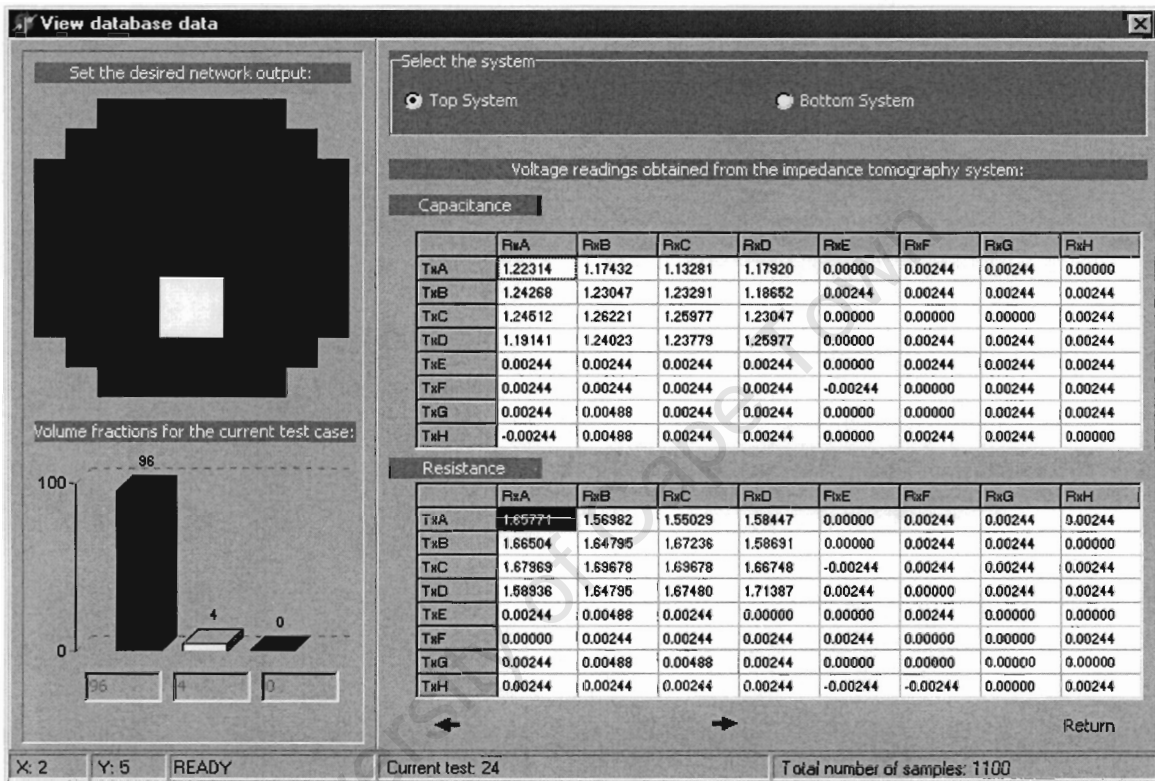 View database data
Set the desired network output:
Volume fractions for the current test case:
96
100
4
0
0
96 4 0
Select the system
Top System Bottom System
Voltage readings obtained from the impedance tomography system:
Capacitance
RxA RxB RxC RxD RxE RxF RxG RxH
TxA 1.22314 1.17432 1.13281 1.17920 0.00000 0.00244 0.00244 0.00000
TxB 1.24268 1.23047 1.23291 1.18652 0.00244 0.00244 0.00244 0.00244
TxC 1.24512 1.26221 1.25977 1.23047 0.00000 0.00000 0.00000 0.00244
TxD 1.19141 1.24023 1.23779 1.25977 0.00000 0.00244 0.00244 0.00244
TxE 0.00244 0.00244 0.00244 0.00244 0.00000 0.00244 0.00244 0.00244
TxF 0.00244 0.00244 0.00244 0.00244 -0.00244 0.00000 0.00244 0.00244
TxG 0.00244 0.00488 0.00244 0.00244 0.00000 0.00000 0.00244 0.00244
TxH -0.00244 0.00488 0.00244 0.00244 0.00000 0.00244 0.00244 0.00000
Resistance
RxA RxB RxC RxD RxE RxF RxG RxH
TxA 1.65771 1.56982 1.55029 1.58447 0.00000 0.00244 0.00244 0.00244
TxB 1.66504 1.64795 1.67236 1.58691 0.00000 0.00244 0.00244 0.00000
TxC 1.67969 1.69678 1.69678 1.66748 -0.00244 0.00000 0.00244 0.00244
TxD 1.58936 1.64795 1.67480 1.71387 0.00000 0.00244 0.00244 0.00244
TxE 0.00244 0.00488 0.00244 0.00000 0.00000 0.00244 0.00000 0.00000
TxF 0.00000 0.00244 0.00244 0.00244 0.00244 0.00000 0.00000 0.00244
TxG 0.00244 0.00488 0.00488 0.00244 0.00000 0.00000 0.00000 0.00000
TxH 0.00244 0.00244 0.00244 0.00244 -0.00244 -0.00244 0.00000 0.00244
Return
X: 2 Y: 5 READY Current test: 24 Total number of samples: 1100
University of Cape Town